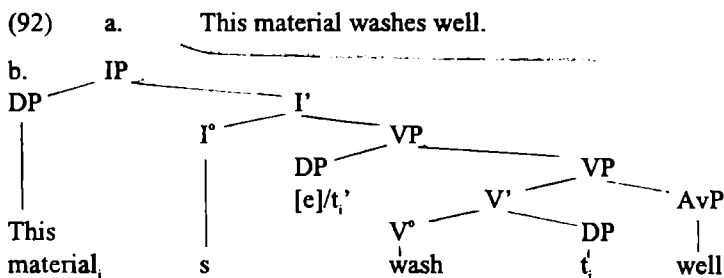 (92) a. This material washes well.
b. IP
DP I'
I° VP
DP VP
[e]/tᵢ' V' AvP
This V° DP
materialᵢ s wash tᵢ well